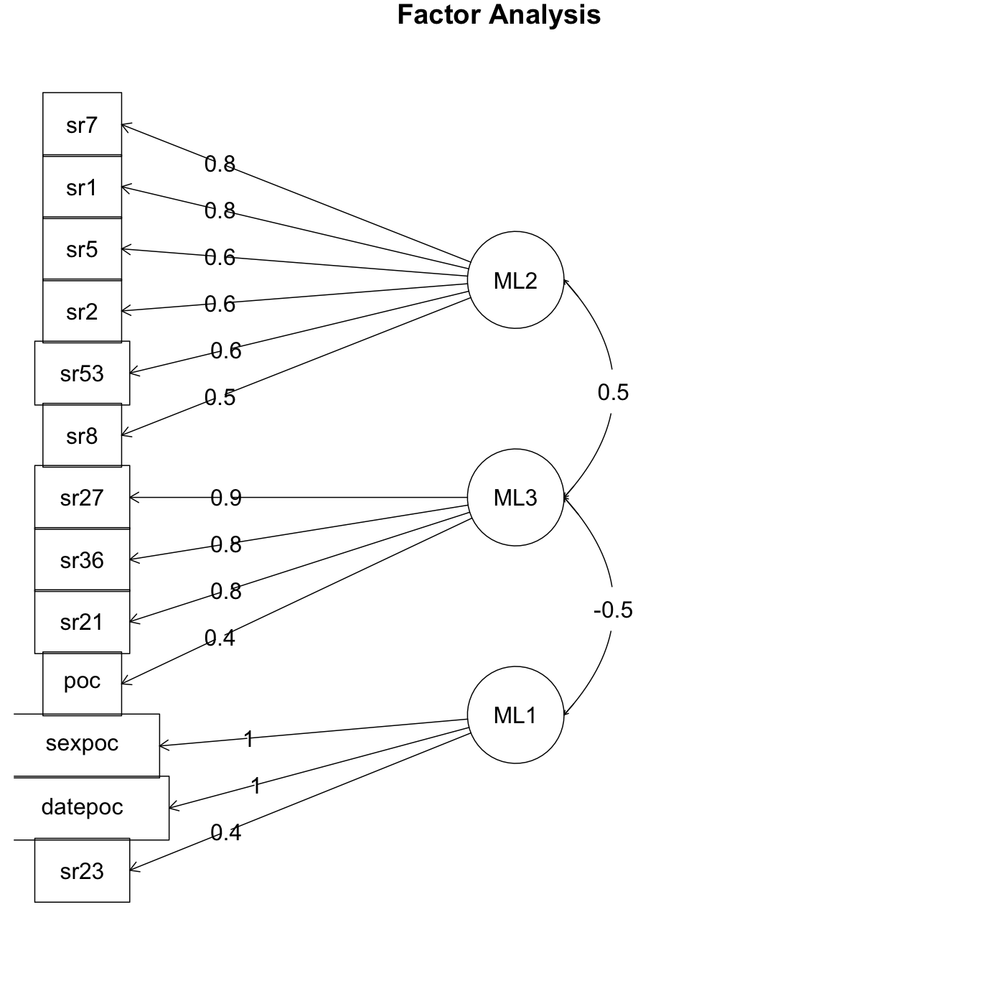 Factor Analysis
sr7
0.8
sr1
0.8
sr5
0.6
ML2
sr2
0.6
sr53
0.6
sr8
0.5
0.5
sr27
0.9
ML3
sr36
0.8
sr21
0.8
-0.5
poc
0.4
ML1
sexpoc
1
datepoc
1
sr23
0.4